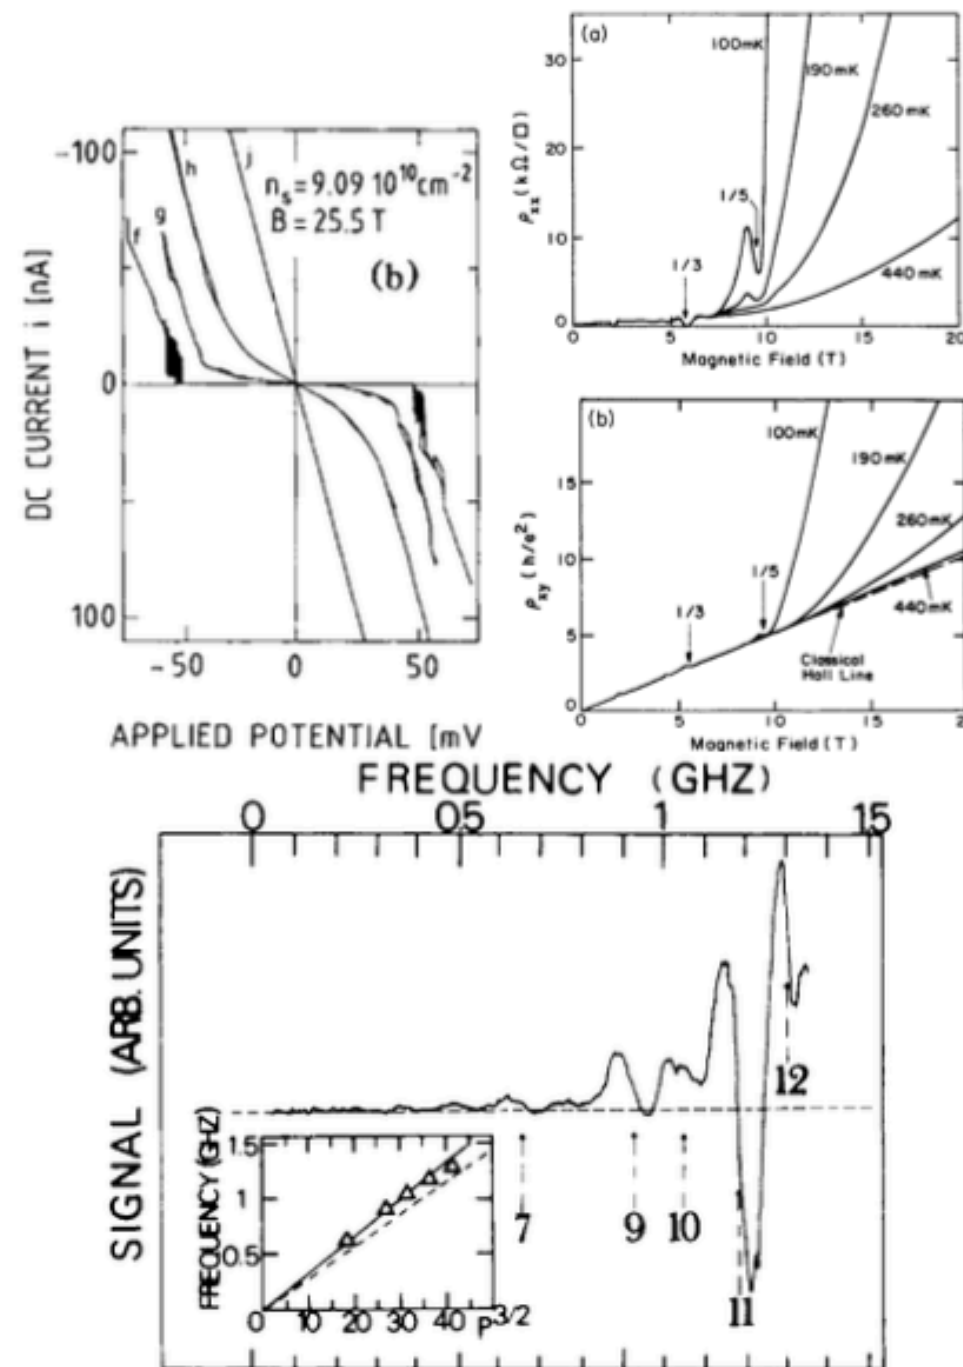 -100
0
100
DC CURRENT i [nA]
f
g
h
j
n_s = 9.09 10^10 cm^-2
B = 25.5 T
(b)
-50
0
50
APPLIED POTENTIAL [mV
(a)
30
20
10
0
ρ_xx (kΩ/□)
100mK
190mK
260mK
440mK
1/5
1/3
0
5
10
15
20
Magnetic Field (T)
(b)
15
10
5
0
ρ_xy (h/e²)
100mK
190mK
260mK
440mK
1/5
1/3
Classical
Hall Line
5
10
15
20
Magnetic Field (T)
FREQUENCY (GHZ)
0 05 1 15
SIGNAL (ARB. UNITS)
7
9
10
11
12
FREQUENCY (GHZ)
1.5
1
0.5
0 10 20 30 40 P^3/2